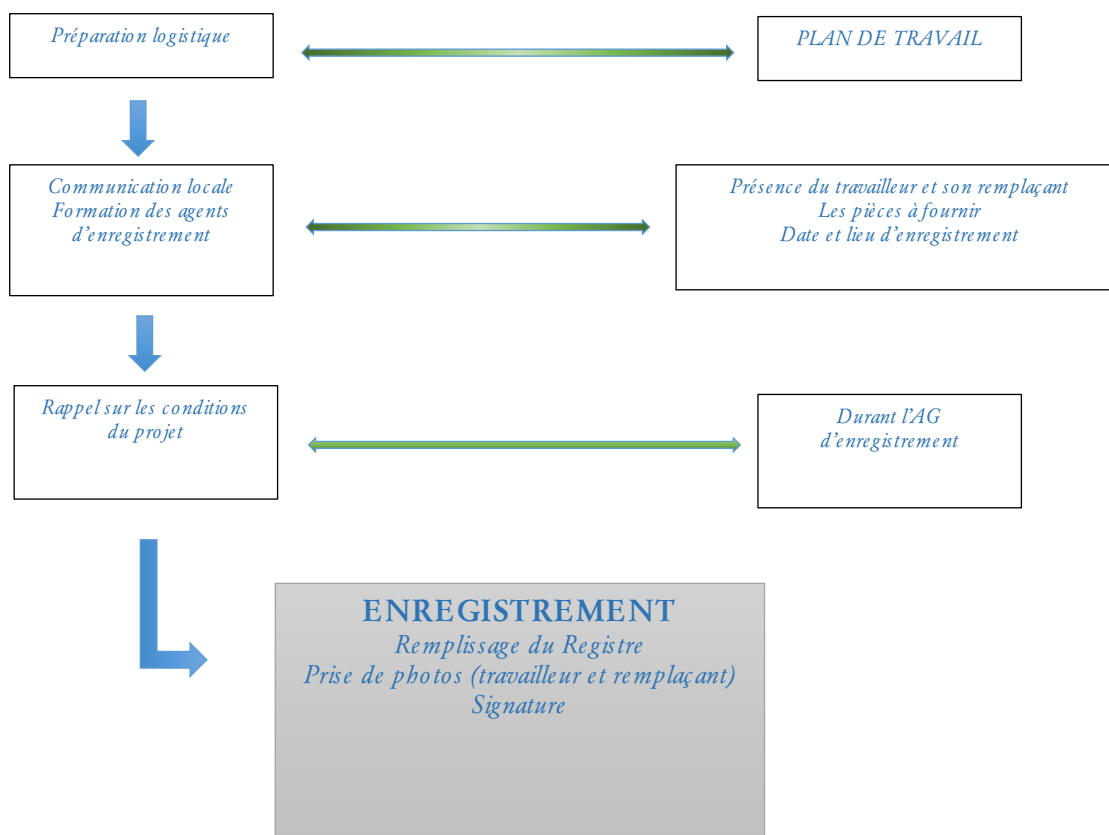 Préparation logistique
PLAN DE TRAVAIL
Communication locale
Formation des agents
d’enregistrement
Présence du travailleur et son remplaçant
Les pièces à fournir
Date et lieu d’enregistrement
Rappel sur les conditions
du projet
Durant l’AG
d’enregistrement
ENREGISTREMENT
Remplissage du Registre
Prise de photos (travailleur et remplaçant)
Signature